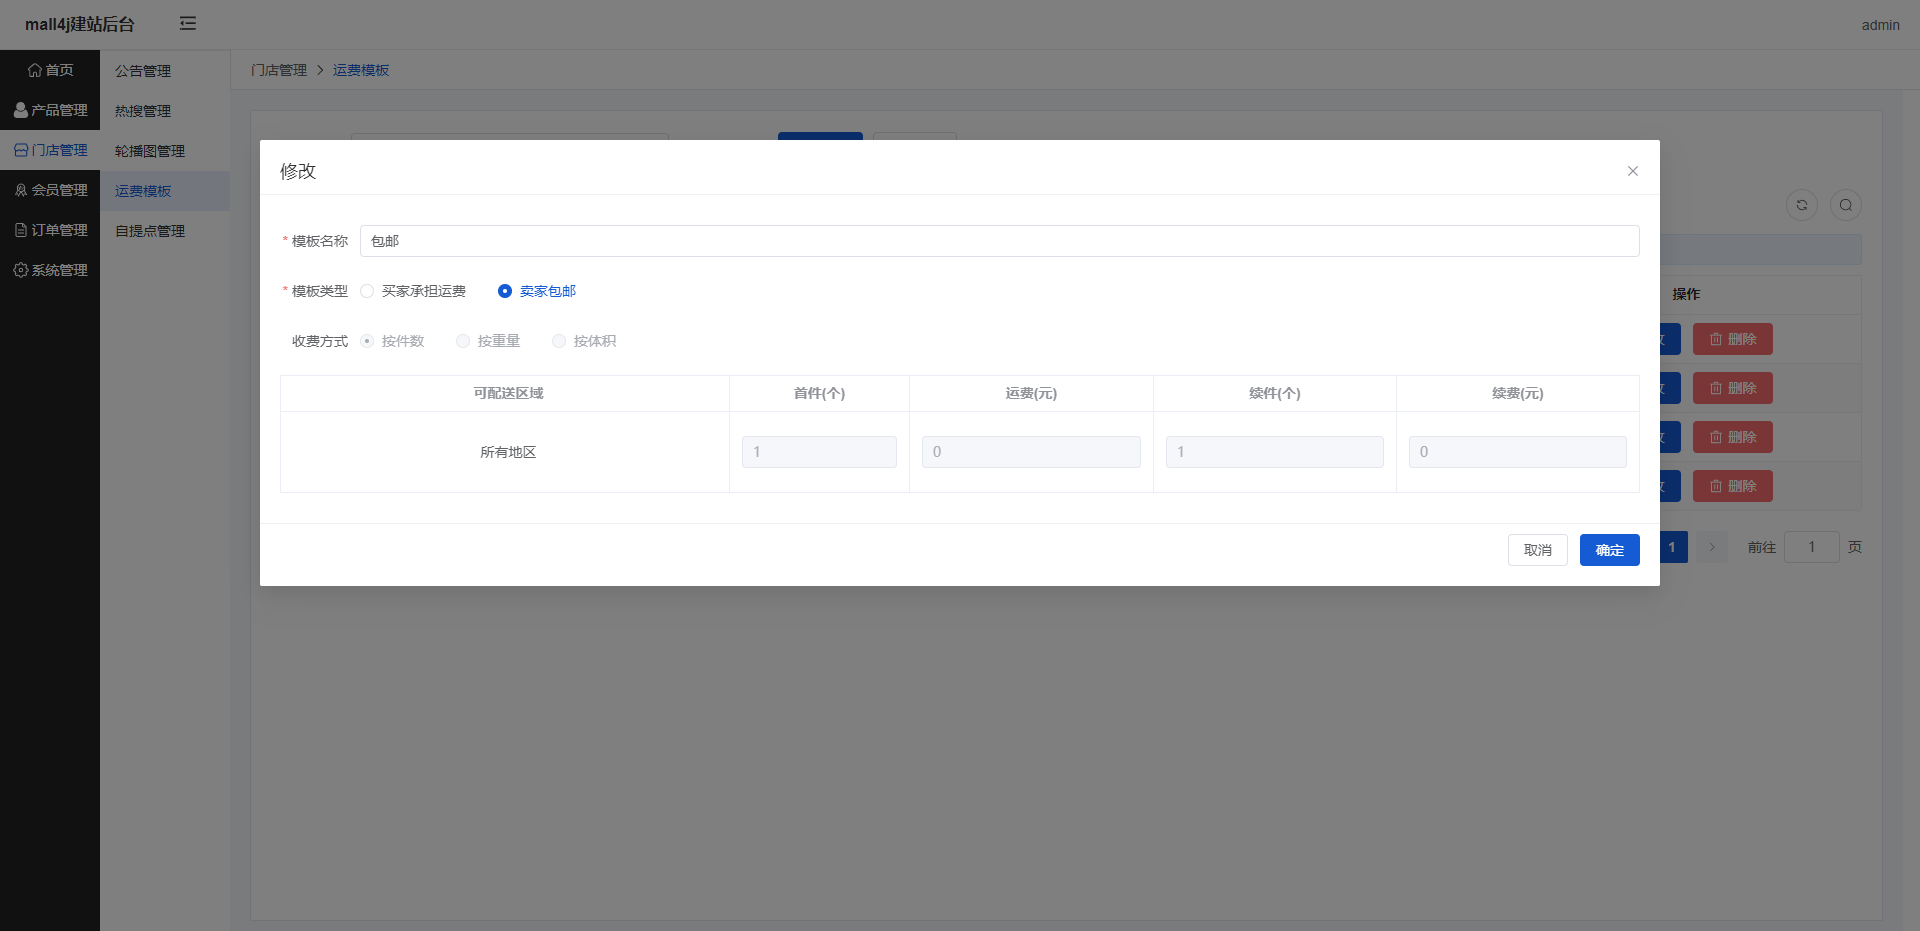 mall4j建站后台
admin
首页
产品管理
门店管理
会员管理
订单管理
系统管理
公告管理
热搜管理
轮播图管理
运费模板
自提点管理
门店管理 > 运费模板
修改
* 模板名称 包邮
* 模板类型 买家承担运费 卖家包邮
收费方式 按件数 按重量 按体积
可配送区域 首件(个) 运费(元) 续件(个) 续费(元)
所有地区 1 0 1 0
取消 确定
操作
删除
删除
删除
删除
1 前往 1 页